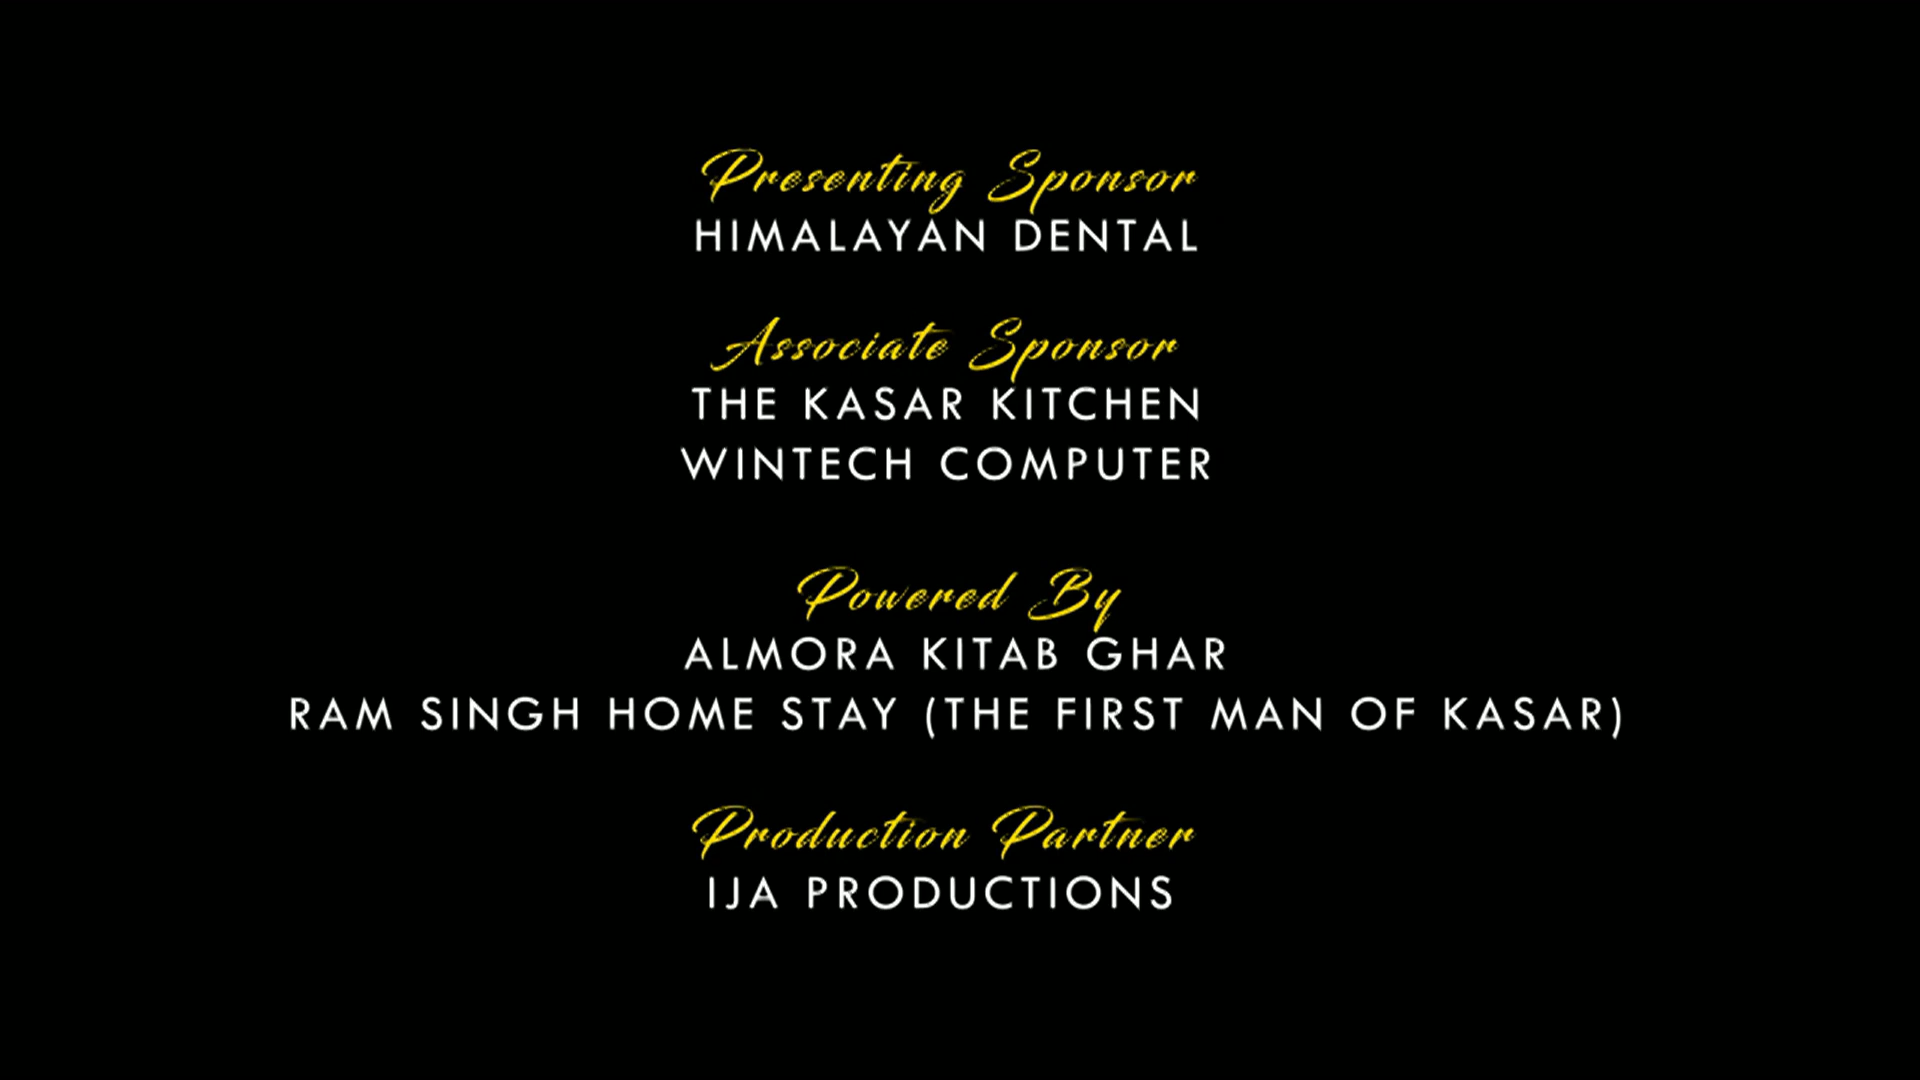 Presenting Sponsor
HIMALAYAN DENTAL
Associate Sponsor
THE KASAR KITCHEN
WINTECH COMPUTER
Powered By
ALMORA KITAB GHAR
RAM SINGH HOME STAY (THE FIRST MAN OF KASAR)
Production Partner
IJA PRODUCTIONS